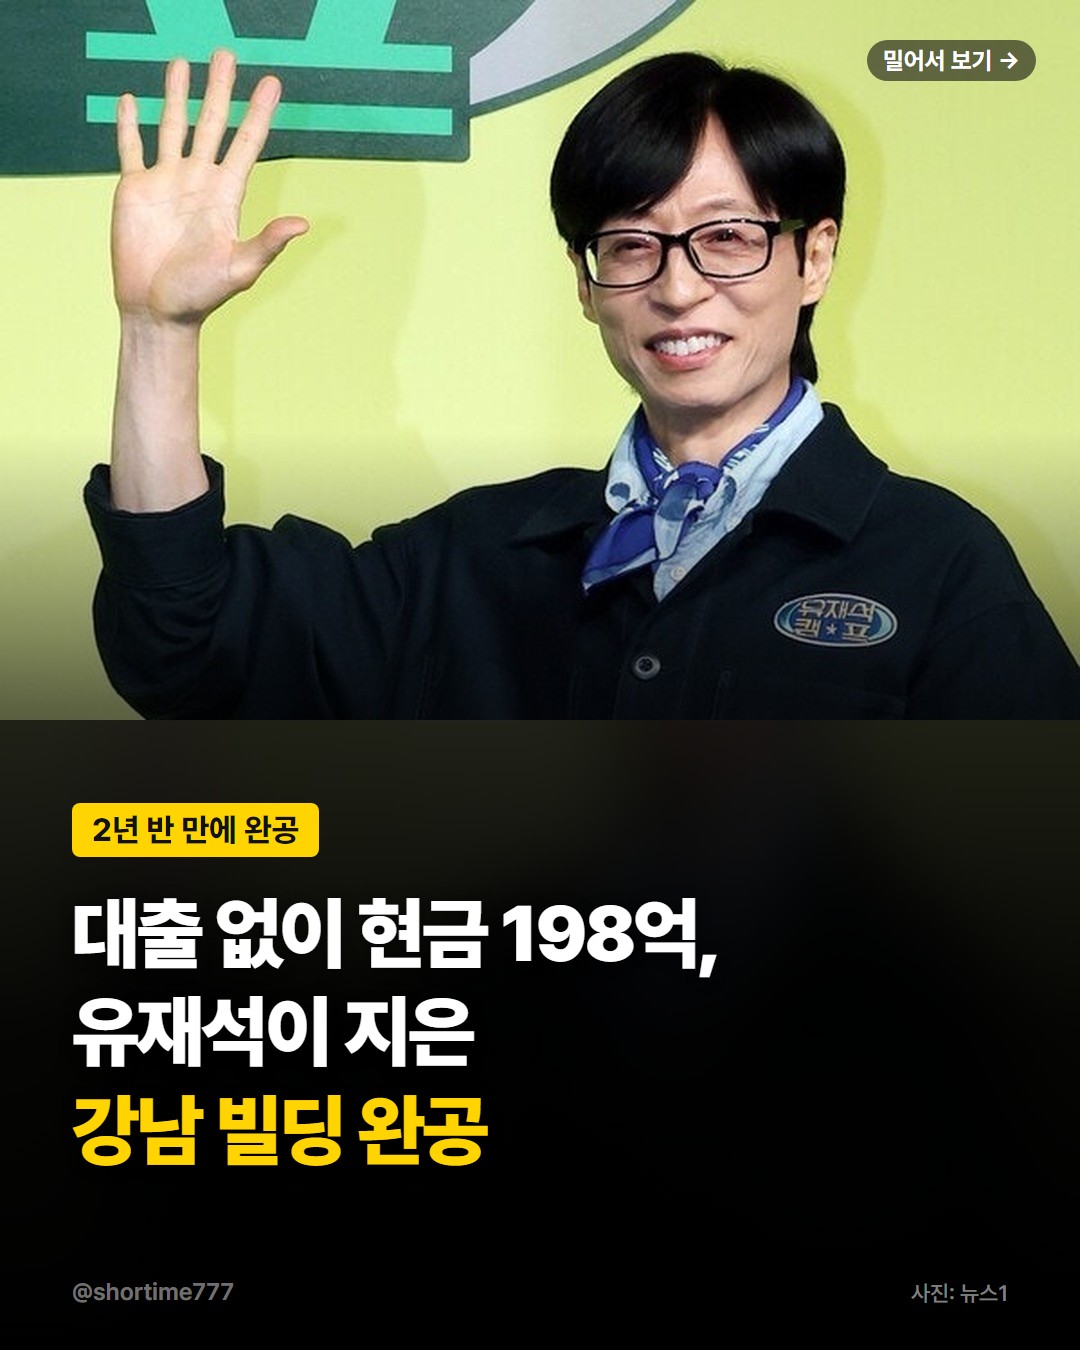 밀어서 보기 →
유재석
캠★프
2년 반 만에 완공
대출 없이 현금 198억,
유재석이 지은
강남 빌딩 완공
@shortime777
사진: 뉴스1